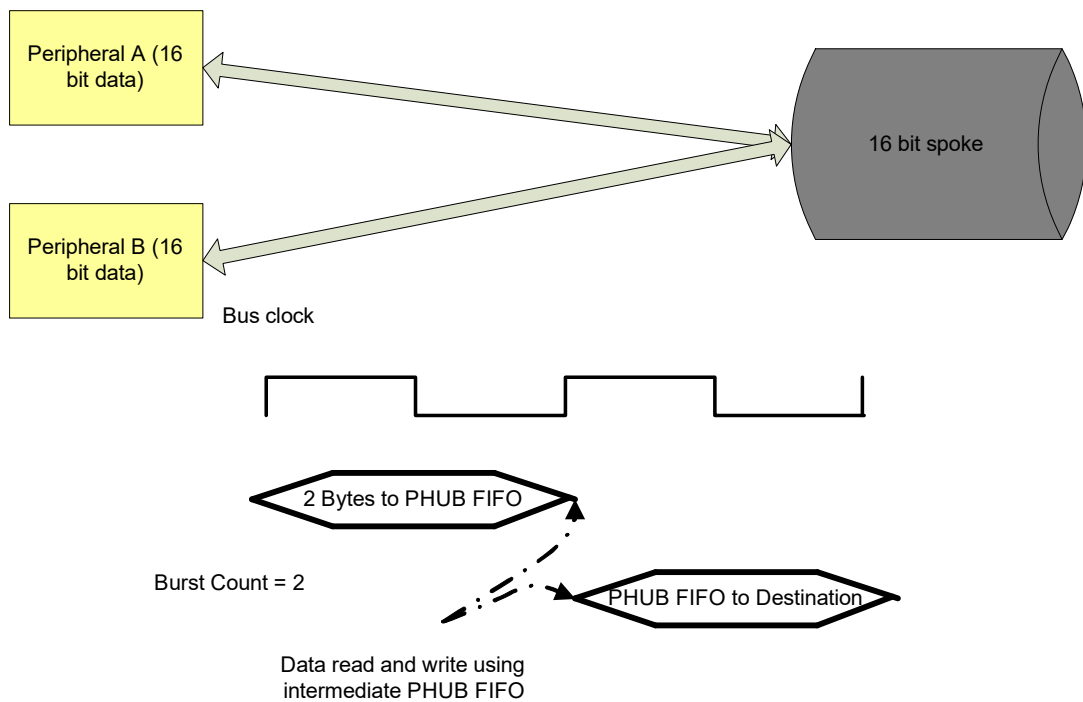 Peripheral A (16
bit data)
16 bit spoke
Peripheral B (16
bit data)
Bus clock
2 Bytes to PHUB FIFO
Burst Count = 2
PHUB FIFO to Destination
Data read and write using
intermediate PHUB FIFO